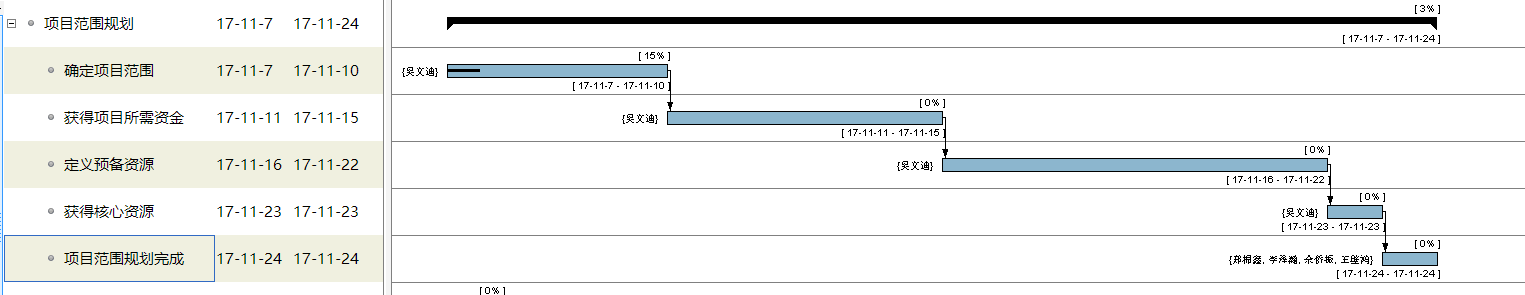 项目范围规划 17-11-7 17-11-24
[ 3% ]
[ 17-11-7 - 17-11-24 ]
确定项目范围 17-11-7 17-11-10
[ 15% ]
{吴文迪}
[ 17-11-7 - 17-11-10 ]
获得项目所需资金 17-11-11 17-11-15
[ 0% ]
{吴文迪}
[ 17-11-11 - 17-11-15 ]
定义预备资源 17-11-16 17-11-22
[ 0% ]
{吴文迪}
[ 17-11-16 - 17-11-22 ]
获得核心资源 17-11-23 17-11-23
[ 0% ]
{吴文迪}
[ 17-11-23 - 17-11-23 ]
项目范围规划完成 17-11-24 17-11-24
[ 0% ]
[ 17-11-24 - 17-11-24 ]
[ 0% ]